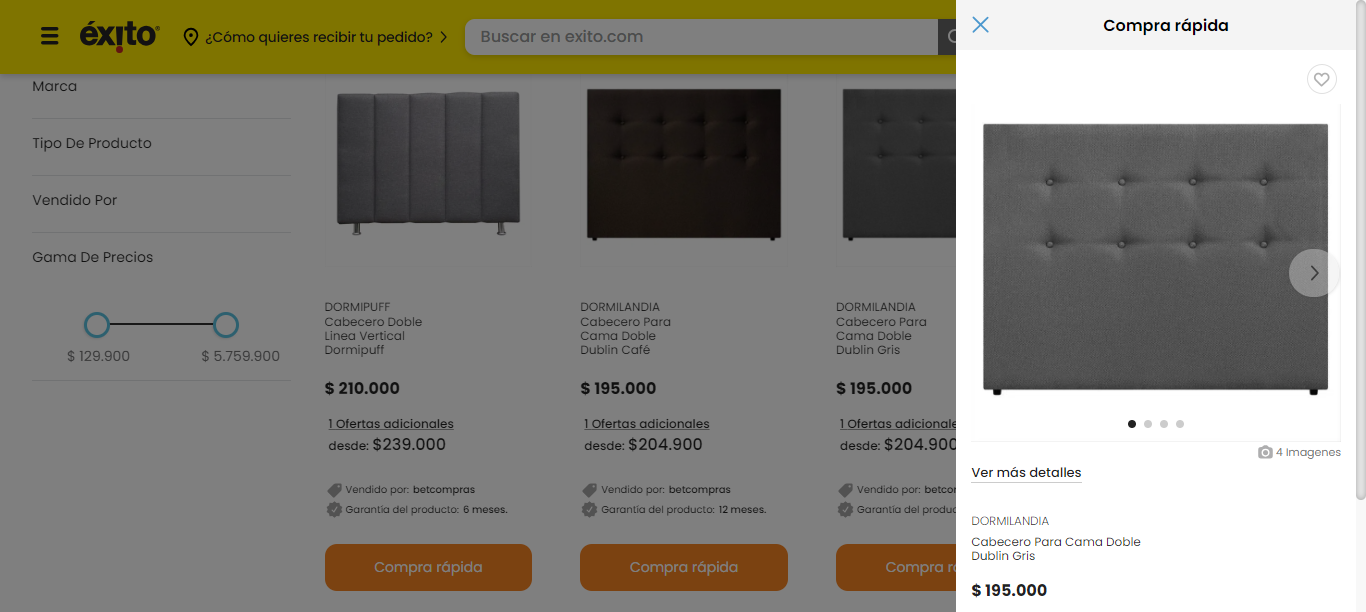 éxito
¿Cómo quieres recibir tu pedido?
Buscar en exito.com
Marca
Tipo De Producto
Vendido Por
Gama De Precios
$ 129.900
$ 5.759.900
DORMIPUFF
Cabecero Doble
Linea Vertical
Dormipuff
$ 210.000
1 Ofertas adicionales
desde: $239.000
Vendido por: betcompras
Garantía del producto: 6 meses.
Compra rápida
DORMILANDIA
Cabecero Para
Cama Doble
Dublin Café
$ 195.000
1 Ofertas adicionales
desde: $204.900
Vendido por: betcompras
Garantía del producto: 12 meses.
Compra rápida
DORMILANDIA
Cabecero Para
Cama Doble
Dublin Gris
$ 195.000
1 Ofertas adicionales
desde: $204.900
Vendido por:
Garantía del
Compra
Compra rápida
4 Imagenes
Ver más detalles
DORMILANDIA
Cabecero Para Cama Doble
Dublin Gris
$ 195.000